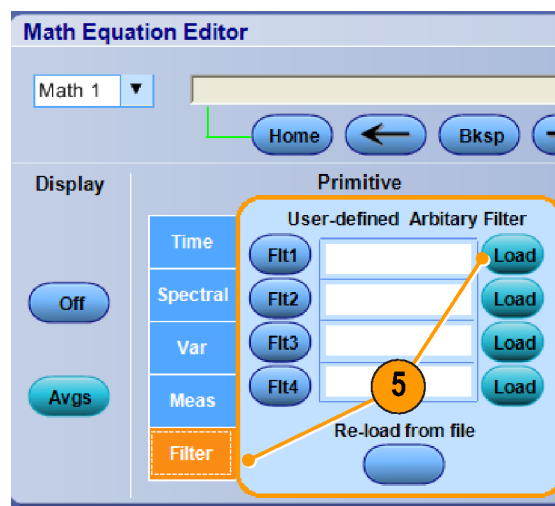 Math Equation Editor
Math 1
Home
Bksp
Display
Primitive
User-defined Arbitary Filter
Time
Flt1
Load
Spectral
Flt2
Load
Off
Var
Flt3
Load
Meas
Flt4
5
Load
Avgs
Re-load from file
Filter